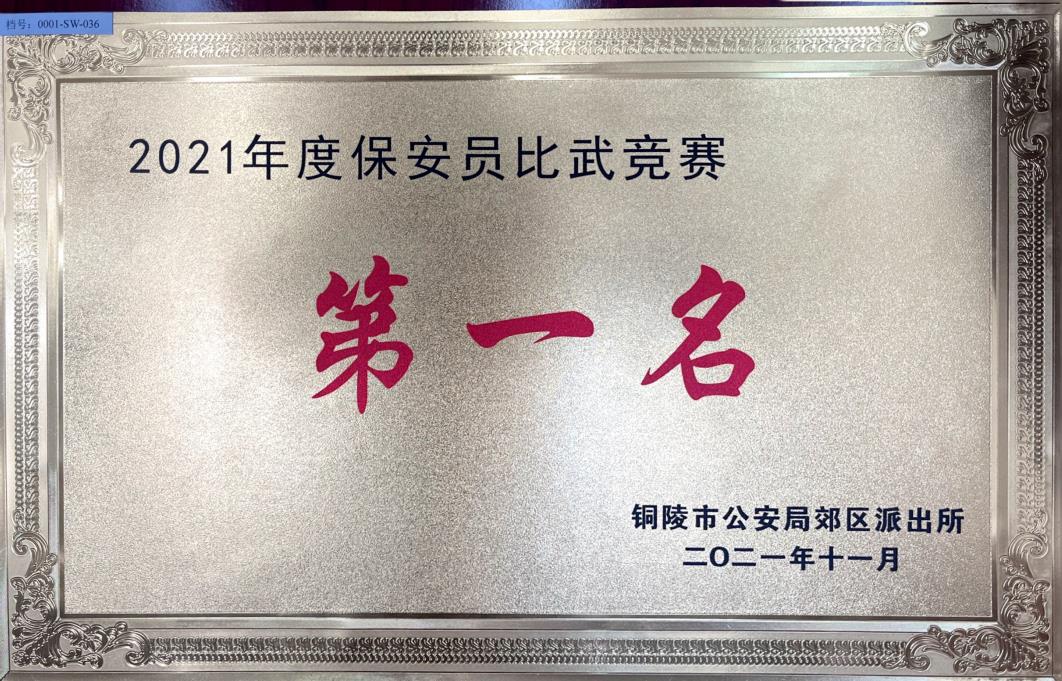 档号：0001-SW-036
2021年度保安员比武竞赛
第一名
铜陵市公安局郊区派出所
二〇二一年十一月